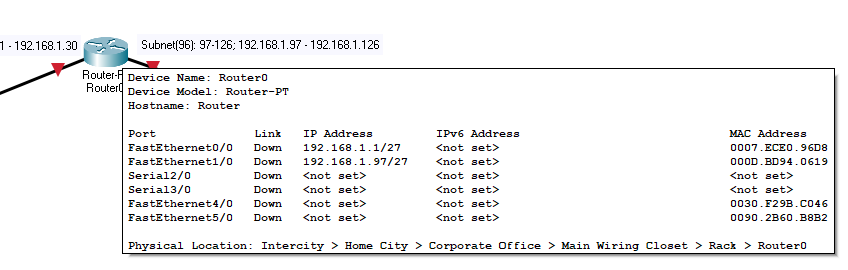 1 - 192.168.1.30
Subnet(96): 97-126; 192.168.1.97 - 192.168.1.126
Router-P
Router0
Device Name: Router0
Device Model: Router-PT
Hostname: Router
Port Link IP Address IPv6 Address MAC Address
FastEthernet0/0 Down 192.168.1.1/27 <not set> 0007.ECE0.96D8
FastEthernet1/0 Down 192.168.1.97/27 <not set> 000D.BD94.0619
Serial2/0 Down <not set> <not set> <not set>
Serial3/0 Down <not set> <not set> <not set>
FastEthernet4/0 Down <not set> <not set> 0030.F29B.C046
FastEthernet5/0 Down <not set> <not set> 0090.2B60.B8B2
Physical Location: Intercity > Home City > Corporate Office > Main Wiring Closet > Rack > Router0